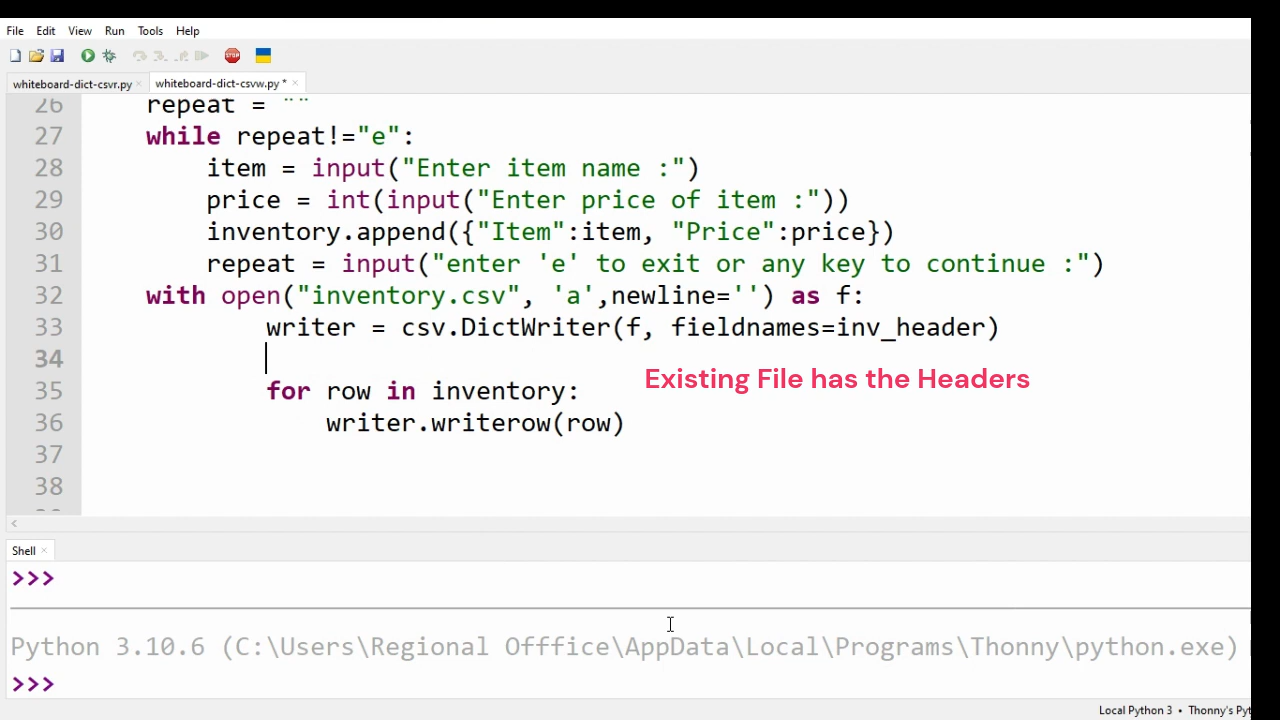 File Edit View Run Tools Help
STOP
whiteboard-dict-csvr.py × whiteboard-dict-csvw.py * ×
26 repeat = ""
27 while repeat!="e":
28 item = input("Enter item name :")
29 price = int(input("Enter price of item :"))
30 inventory.append({"Item":item, "Price":price})
31 repeat = input("enter 'e' to exit or any key to continue :")
32 with open("inventory.csv", 'a',newline='') as f:
33 writer = csv.DictWriter(f, fieldnames=inv_header)
34
Existing File has the Headers
35 for row in inventory:
36 writer.writerow(row)
37
38
Shell ×
>>>
Python 3.10.6 (C:\Users\Regional Offfice\AppData\Local\Programs\Thonny\python.exe)
>>>
Local Python 3 • Thonny's Pyt